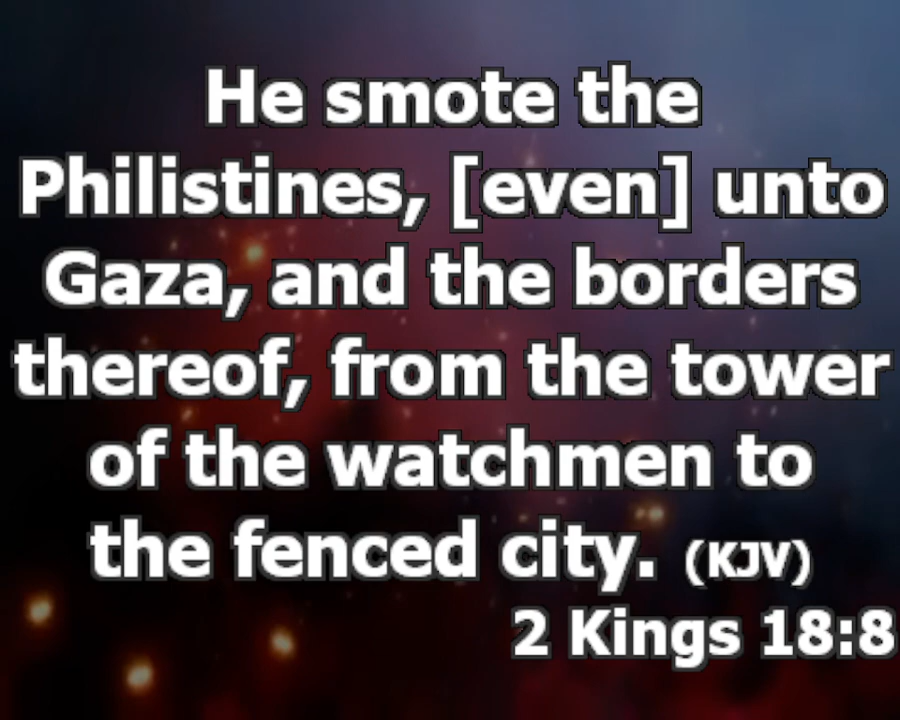 He smote the
Philistines, [even] unto
Gaza, and the borders
thereof, from the tower
of the watchmen to
the fenced city. (KJV)
2 Kings 18:8